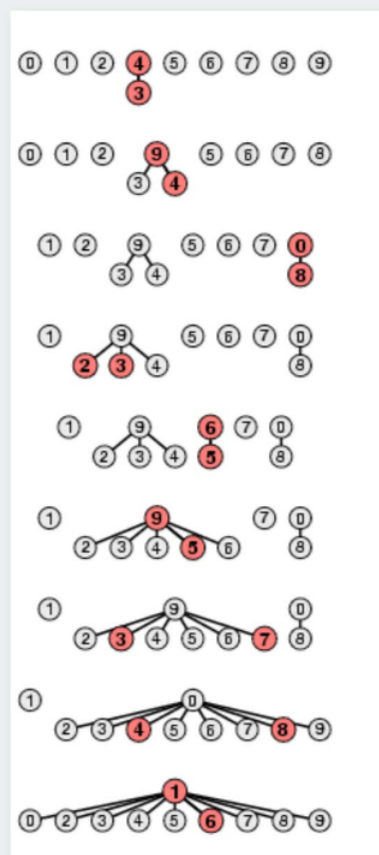 0 1 2 4 5 6 7 8 9
3
0 1 2 9 5 6 7 8
3 4
1 2 9 5 6 7 0
3 4 8
1 9 5 6 7 0
2 3 4 8
1 9 6 7 0
2 3 4 5 8
1 9 7 0
2 3 4 5 6 8
1 9 0
2 3 4 5 6 7 8
1 0
2 3 4 5 6 7 8 9
1
0 2 3 4 5 6 7 8 9